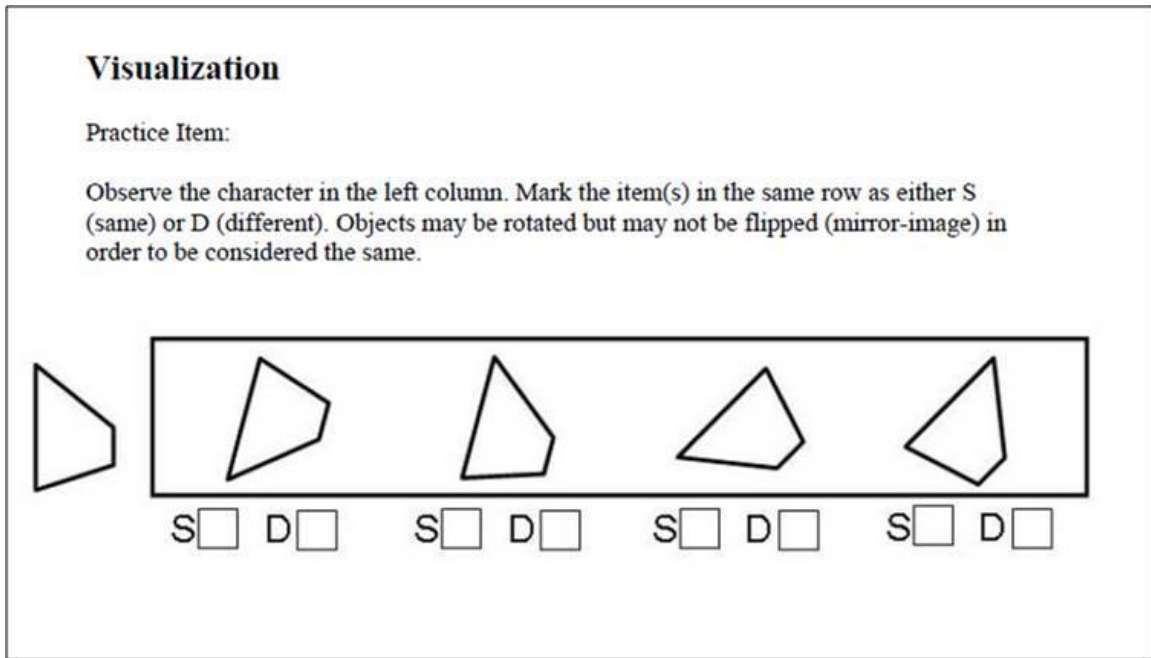 Visualization
Practice Item:
Observe the character in the left column. Mark the item(s) in the same row as either S
(same) or D (different). Objects may be rotated but may not be flipped (mirror-image) in
order to be considered the same.
S D S D S D S D